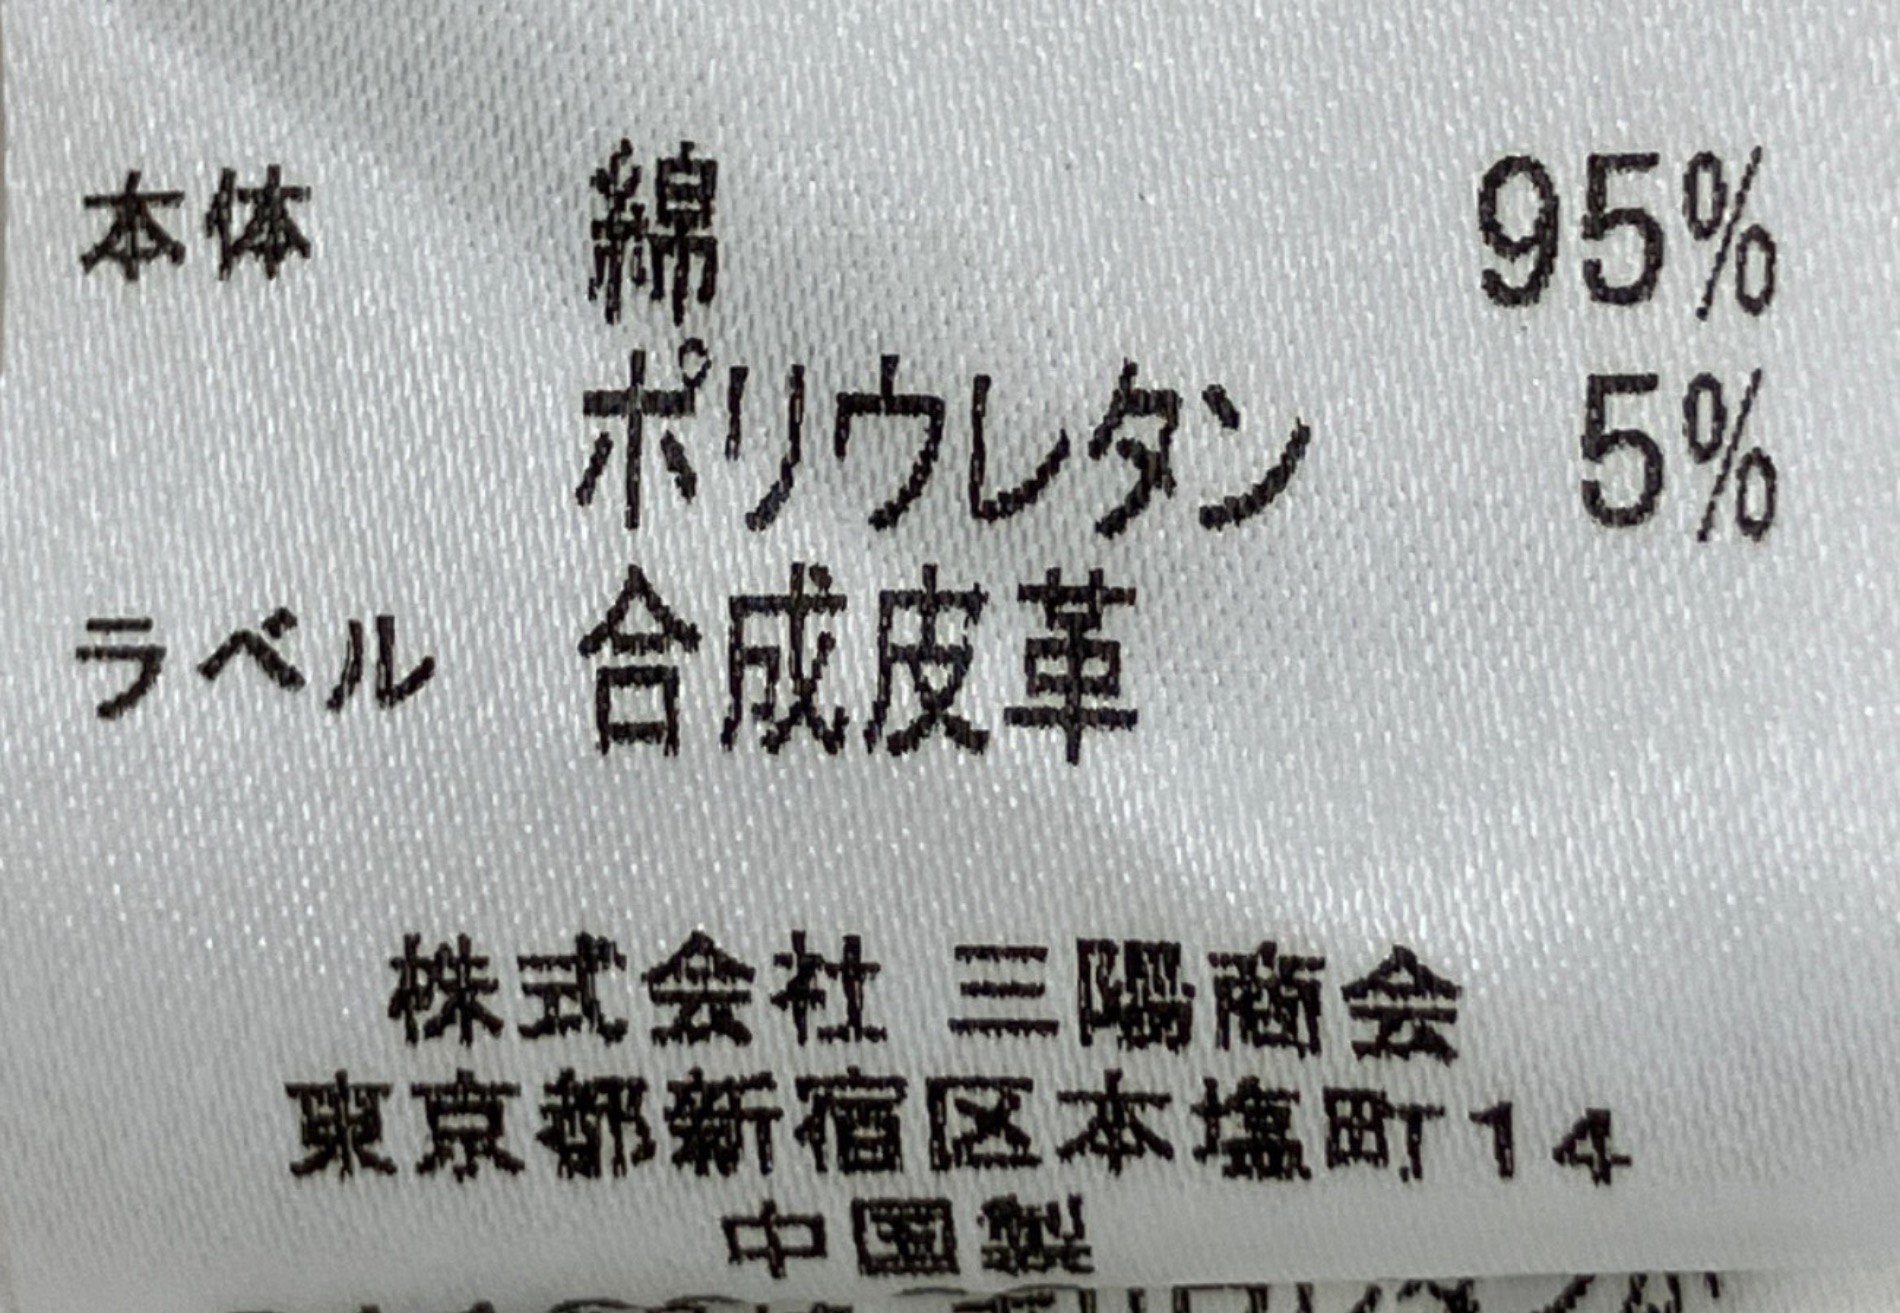 本体 綿 95%
ポリウレタン 5%
ラベル 合成皮革
株式会社 三陽商会
東京都新宿区本塩町14
中国製